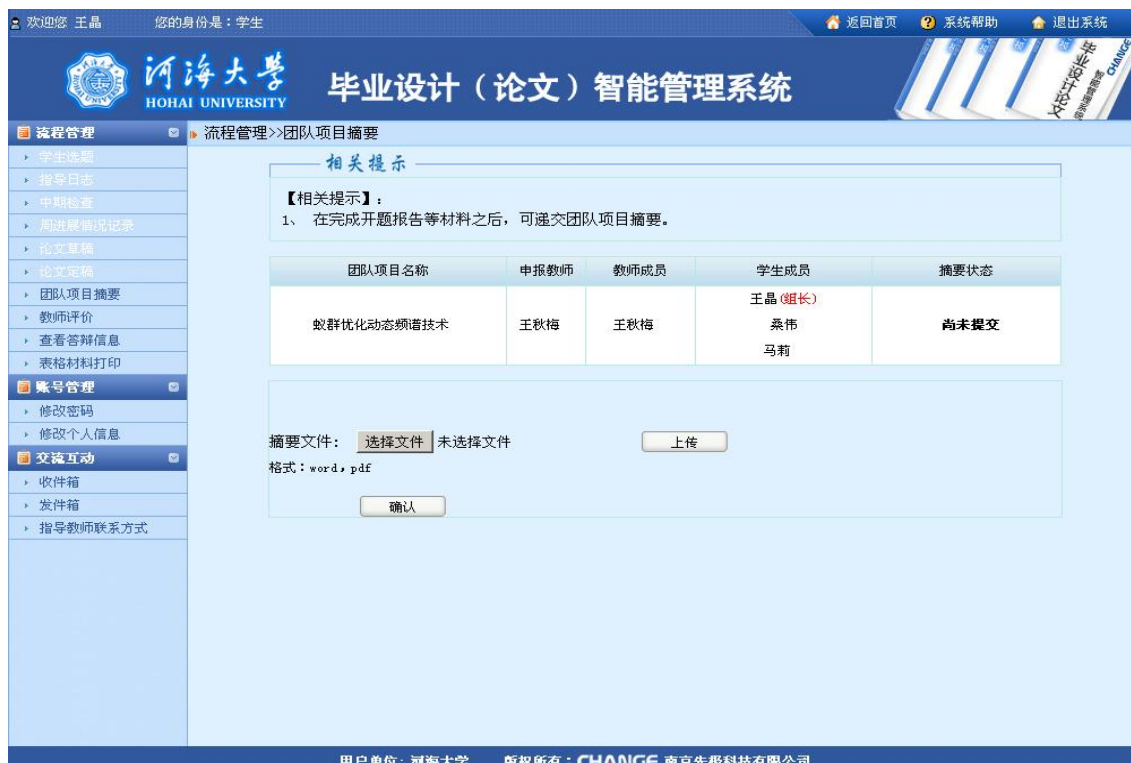 欢迎您 王晶 您的身份是：学生 返回首页 系统帮助 退出系统
河海大学
HOHAI UNIVERSITY
毕业设计（论文）智能管理系统
CHANGE
毕业设计论文
智能管理系统
流程管理
学生选题
指导日志
中期检查
周进展情况记录
论文草稿
论文定稿
团队项目摘要
教师评价
查看答辩信息
表格材料打印
账号管理
修改密码
修改个人信息
交流互动
收件箱
发件箱
指导教师联系方式
流程管理>>团队项目摘要
相关提示
【相关提示】：
1、 在完成开题报告等材料之后，可递交团队项目摘要。
团队项目名称 申报教师 教师成员 学生成员 摘要状态
蚁群优化动态频谱技术 王秋梅 王秋梅 王晶(组长) 尚未提交
桑伟
马莉
摘要文件： 选择文件 未选择文件 上传
格式：word，pdf
确认
用户单位：河海大学 版权所有：CHANGE 南京先极科技有限公司